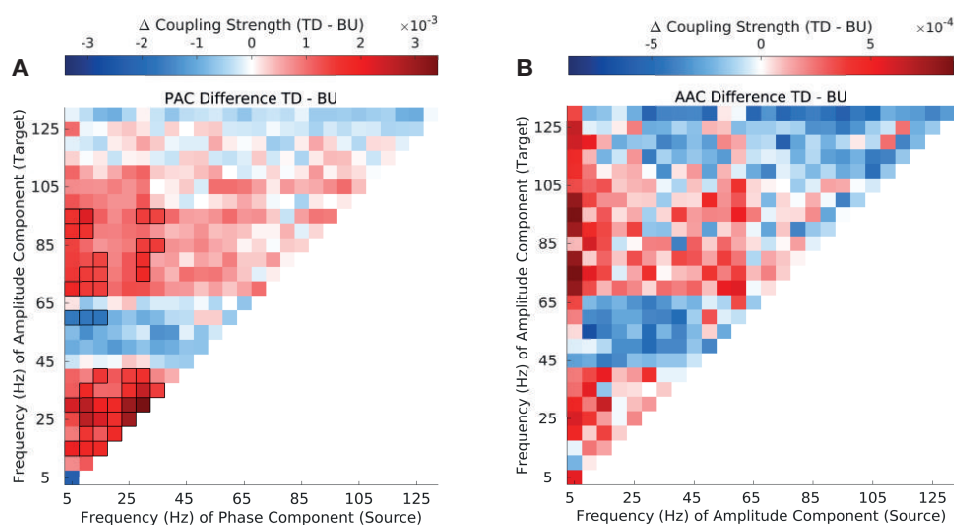 Δ Coupling Strength (TD - BU)
×10⁻³
-3 -2 -1 0 1 2 3
A
PAC Difference TD - BU
Frequency (Hz) of Amplitude Component (Target)
125
105
85
65
45
25
5
5 25 45 65 85 105 125
Frequency (Hz) of Phase Component (Source)
Δ Coupling Strength (TD - BU)
×10⁻⁴
-5 0 5
B
AAC Difference TD - BU
Frequency (Hz) of Amplitude Component (Target)
125
105
85
65
45
25
5
5 25 45 65 85 105 125
Frequency (Hz) of Amplitude Component (Source)